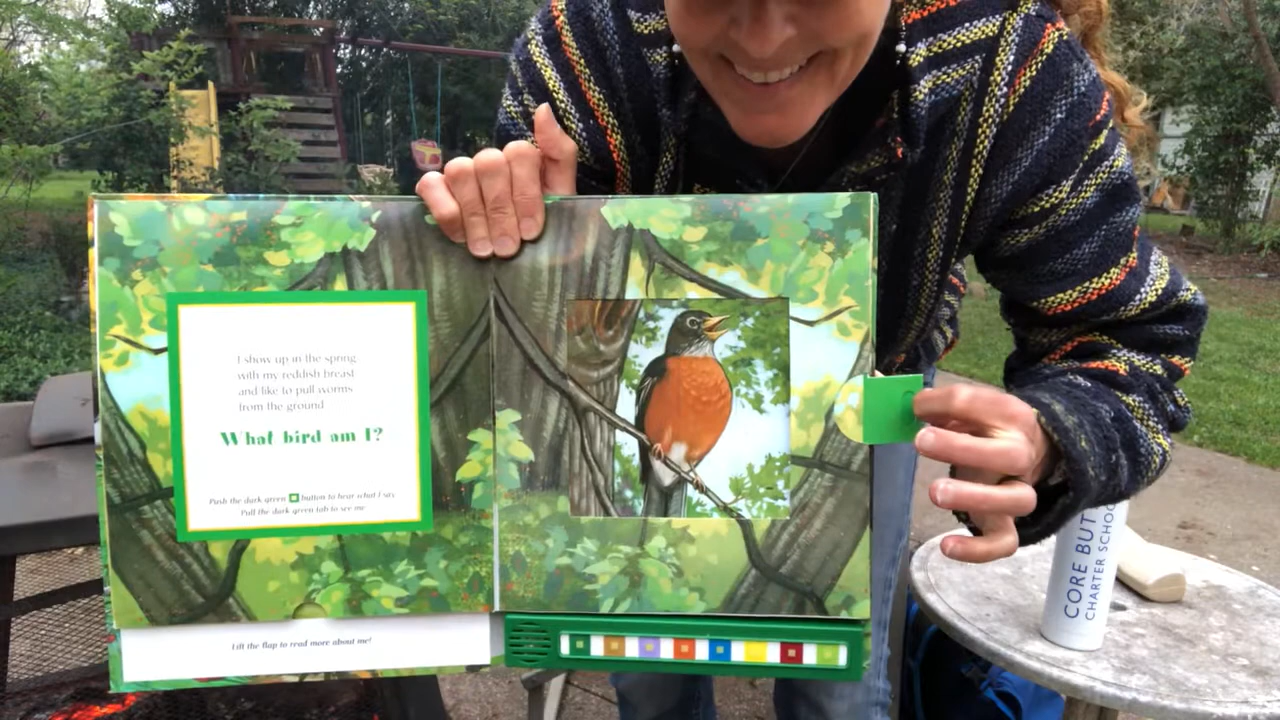 I show up in the spring
with my reddish breast
and like to pull worms
from the ground
What bird am I?
Push the dark green button to hear what I say.
Pull the dark green tab to see me
Lift the flap to read more about me!
CORE BUT
CHARTER SCHOO